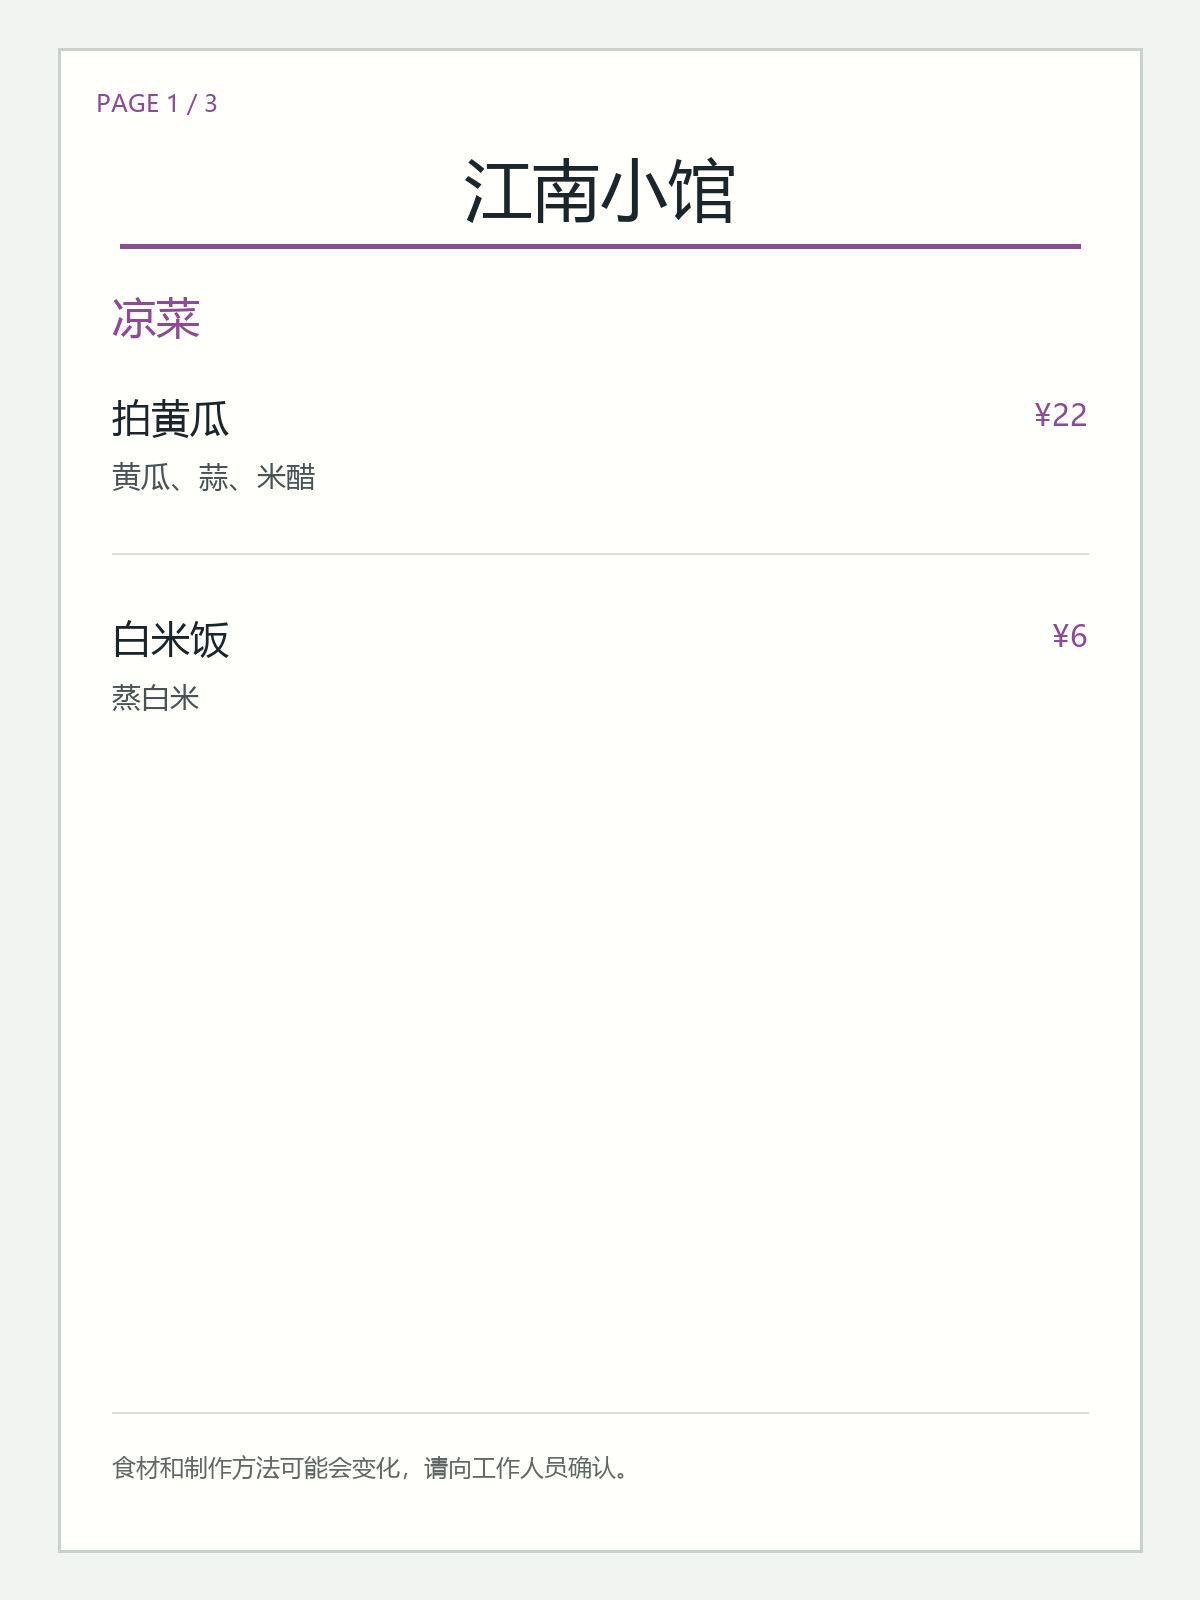 PAGE 1 / 3
江南小馆
凉菜
拍黄瓜 ¥22
黄瓜、蒜、米醋
白米饭 ¥6
蒸白米
食材和制作方法可能会变化，请向工作人员确认。